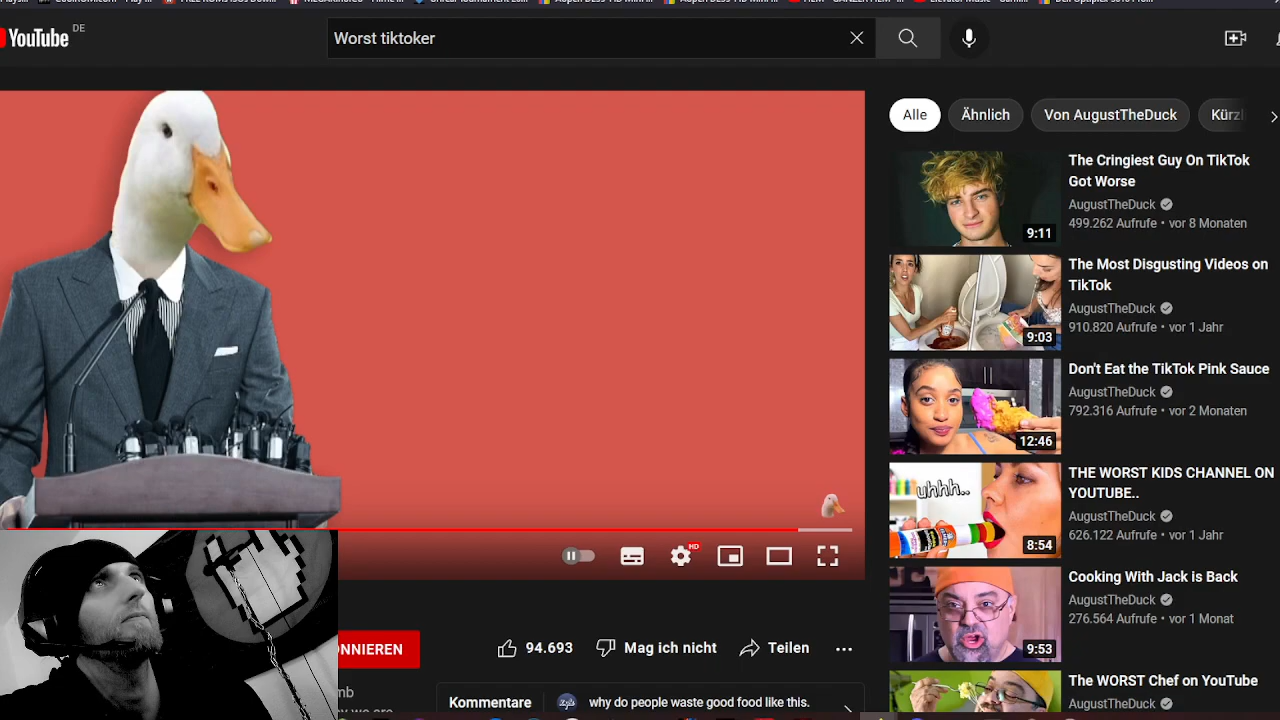 YouTube DE
Worst tiktoker
Alle
Ähnlich
Von AugustTheDuck
The Cringiest Guy On TikTok
Got Worse
AugustTheDuck
499.262 Aufrufe • vor 8 Monaten
9:11
The Most Disgusting Videos on
TikTok
AugustTheDuck
910.820 Aufrufe • vor 1 Jahr
9:03
Don't Eat the TikTok Pink Sauce
AugustTheDuck
792.316 Aufrufe • vor 2 Monaten
12:46
uhhh..
THE WORST KIDS CHANNEL ON
YOUTUBE..
AugustTheDuck
626.122 Aufrufe • vor 1 Jahr
8:54
Cooking With Jack is Back
AugustTheDuck
276.564 Aufrufe • vor 1 Monat
9:53
The WORST Chef on YouTube
AugustTheDuck
HD
NNIEREN
94.693
Mag ich nicht
Teilen
Kommentare
why do people waste good food like this.